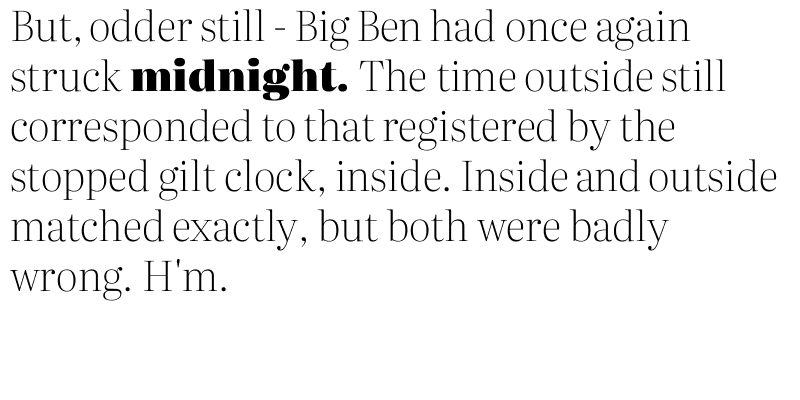 But, odder still - Big Ben had once again
struck midnight. The time outside still
corresponded to that registered by the
stopped gilt clock, inside. Inside and outside
matched exactly, but both were badly
wrong. H'm.